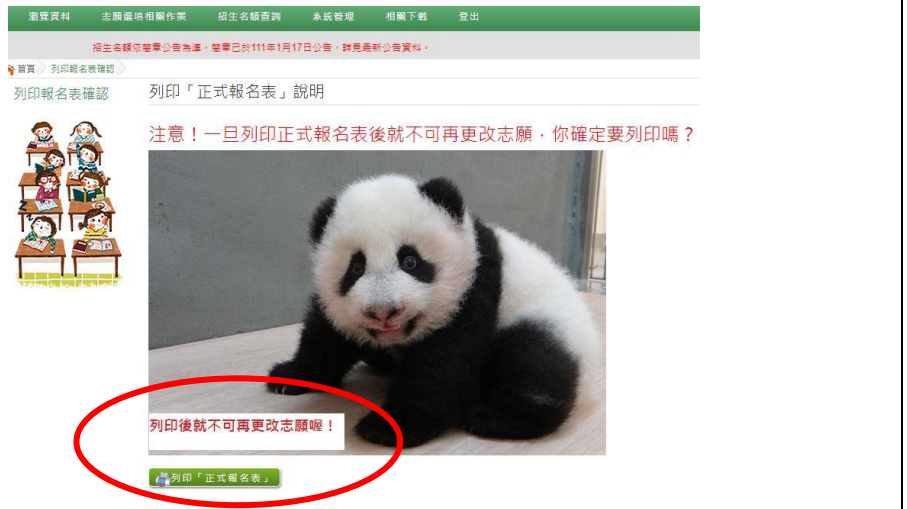 瀏覽資料 志願選填相關作業 招生名額查詢 系統管理 相關下載 登出
招生名額依簡章公告為準，簡章已於111年1月17日公告，詳見最新公告資料。
首頁 列印報名表確認
列印報名表確認
列印「正式報名表」說明
注意！一旦列印正式報名表後就不可再更改志願，你確定要列印嗎？
列印後就不可再更改志願喔！
列印「正式報名表」